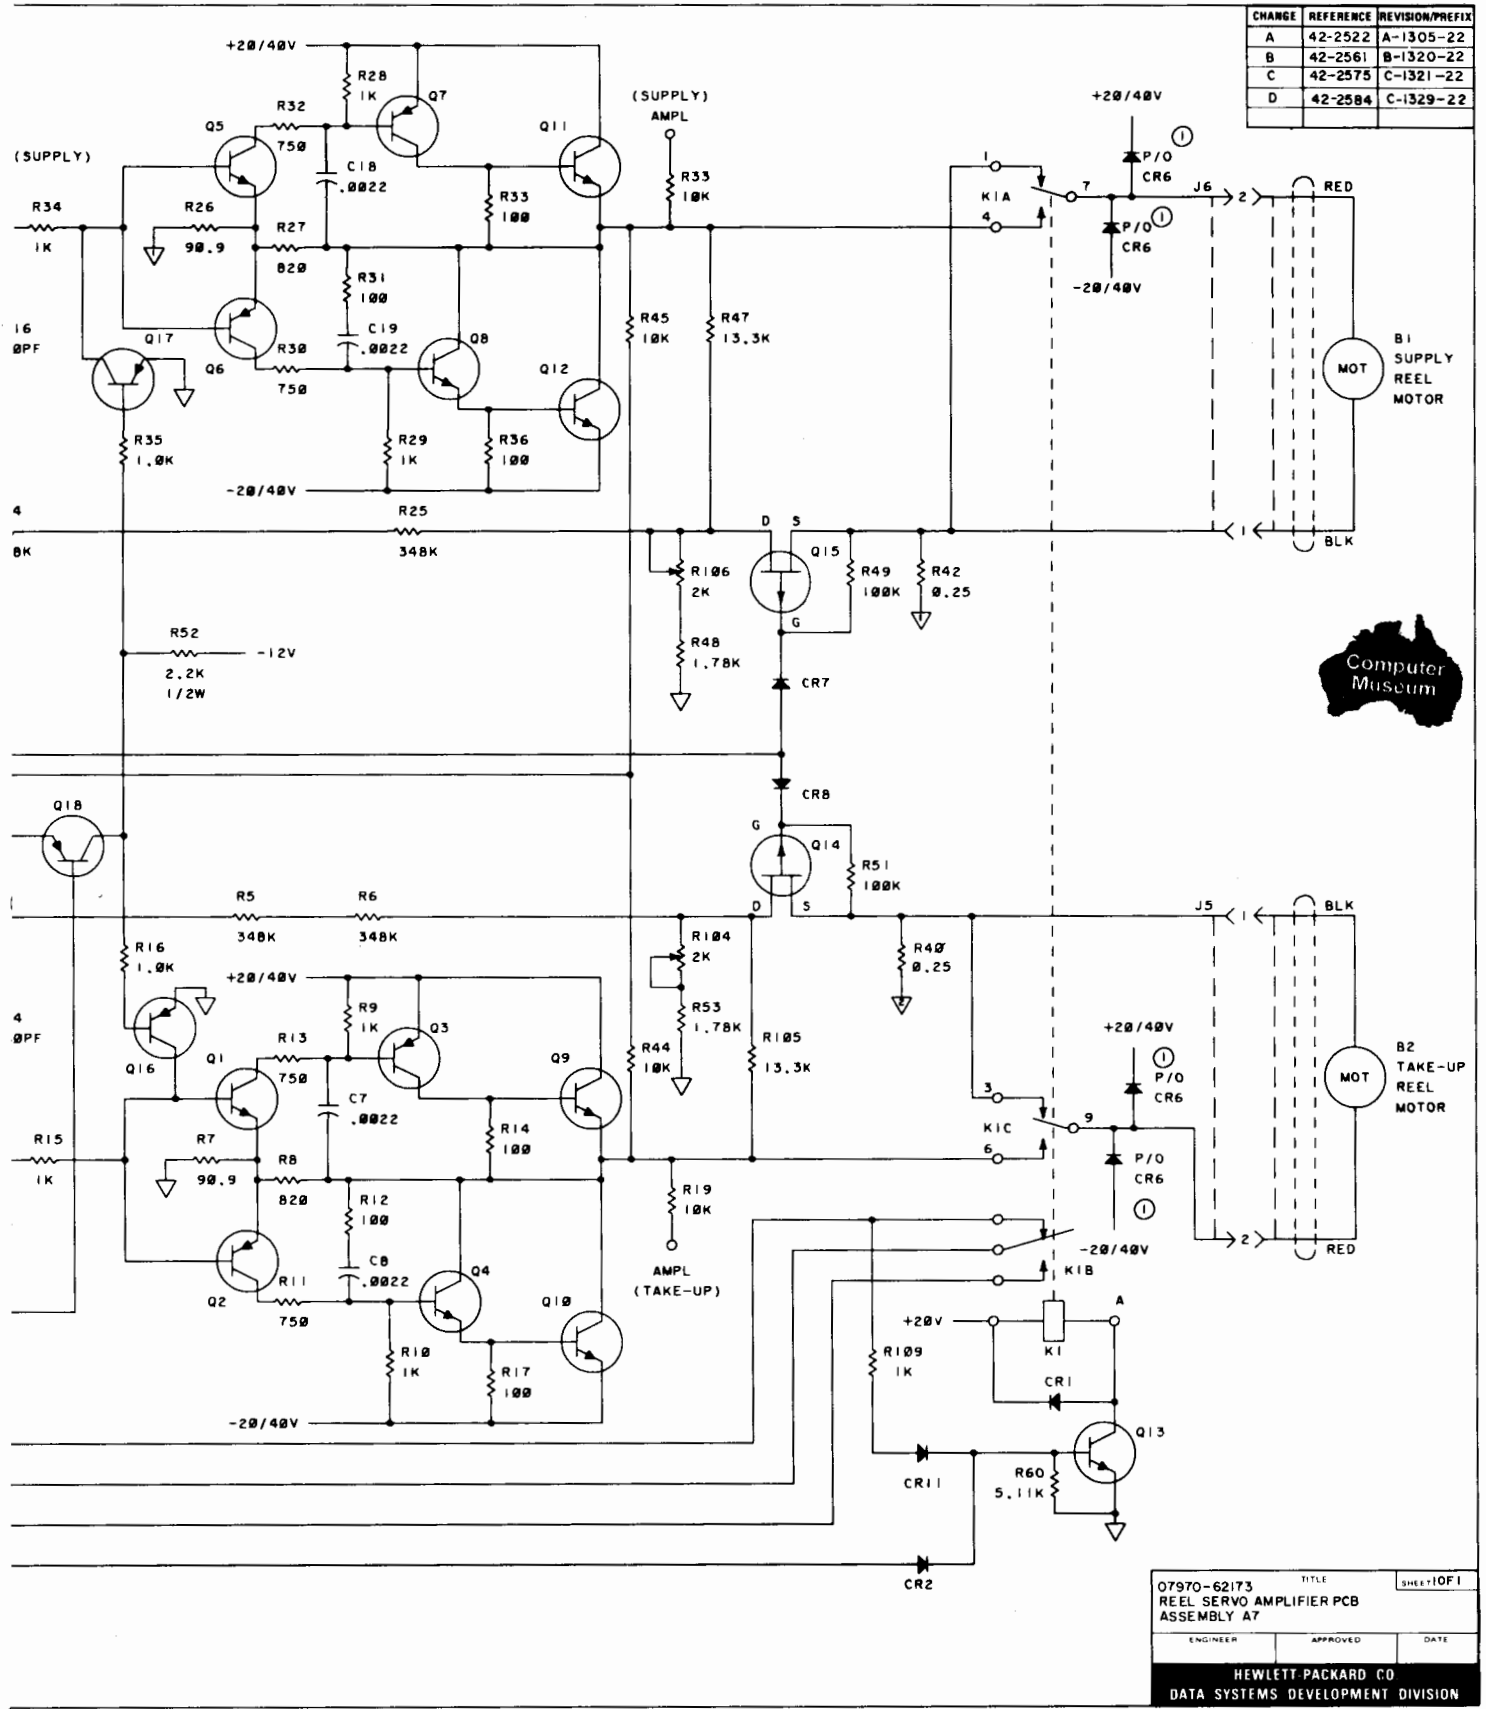 CHANGE REFERENCE REVISION/PREFIX
A 42-2522 A-1305-22
B 42-2561 B-1320-22
C 42-2575 C-1321-22
D 42-2584 C-1329-22
+20/40V
R28
1K
Q7
R32
750
Q5
(SUPPLY)
C18
.0022
Q11
(SUPPLY)
AMPL
R33
10K
R33
100
R34
1K
R26
90.9
R27
820
R31
100
C19
.0022
Q8
Q17
16
0PF
Q6
R30
750
Q12
R45
10K
R47
13.3K
R35
1.0K
R29
1K
R36
100
-20/40V
+20/40V
1
P/O
CR6
1
K1A
7
4
1
P/O
CR6
-20/40V
J6
2
RED
B1
SUPPLY
REEL
MOTOR
MOT
4
8K
R25
348K
D S
Q15
G
R106
2K
R49
100K
R42
0.25
1
BLK
R48
1.78K
R52
2.2K
1/2W
-12V
CR7
Computer
Museum
CR8
Q18
G
Q14
R51
100K
D S
R5
348K
R6
348K
R104
2K
R40
0.25
2
J5
1
BLK
R16
1.0K
+20/40V
R9
1K
Q3
R53
1.78K
4
0PF
Q16
R13
750
Q1
C7
.0022
Q9
R44
10K
R105
13.3K
R14
100
R15
1K
R7
90.9
R8
820
R12
100
C8
.0022
Q4
R19
10K
AMPL
(TAKE-UP)
Q2
R11
750
Q10
R10
1K
R17
100
-20/40V
+20/40V
1
P/O
CR6
3
K1C
9
6
P/O
CR6
1
-20/40V
K1B
MOT
B2
TAKE-UP
REEL
MOTOR
2
RED
+20V
K1
A
CR1
R109
1K
Q13
CR11
R60
5.11K
CR2
07970-62173
TITLE
SHEET 1 OF 1
REEL SERVO AMPLIFIER PCB
ASSEMBLY A7
ENGINEER APPROVED DATE
HEWLETT-PACKARD CO
DATA SYSTEMS DEVELOPMENT DIVISION